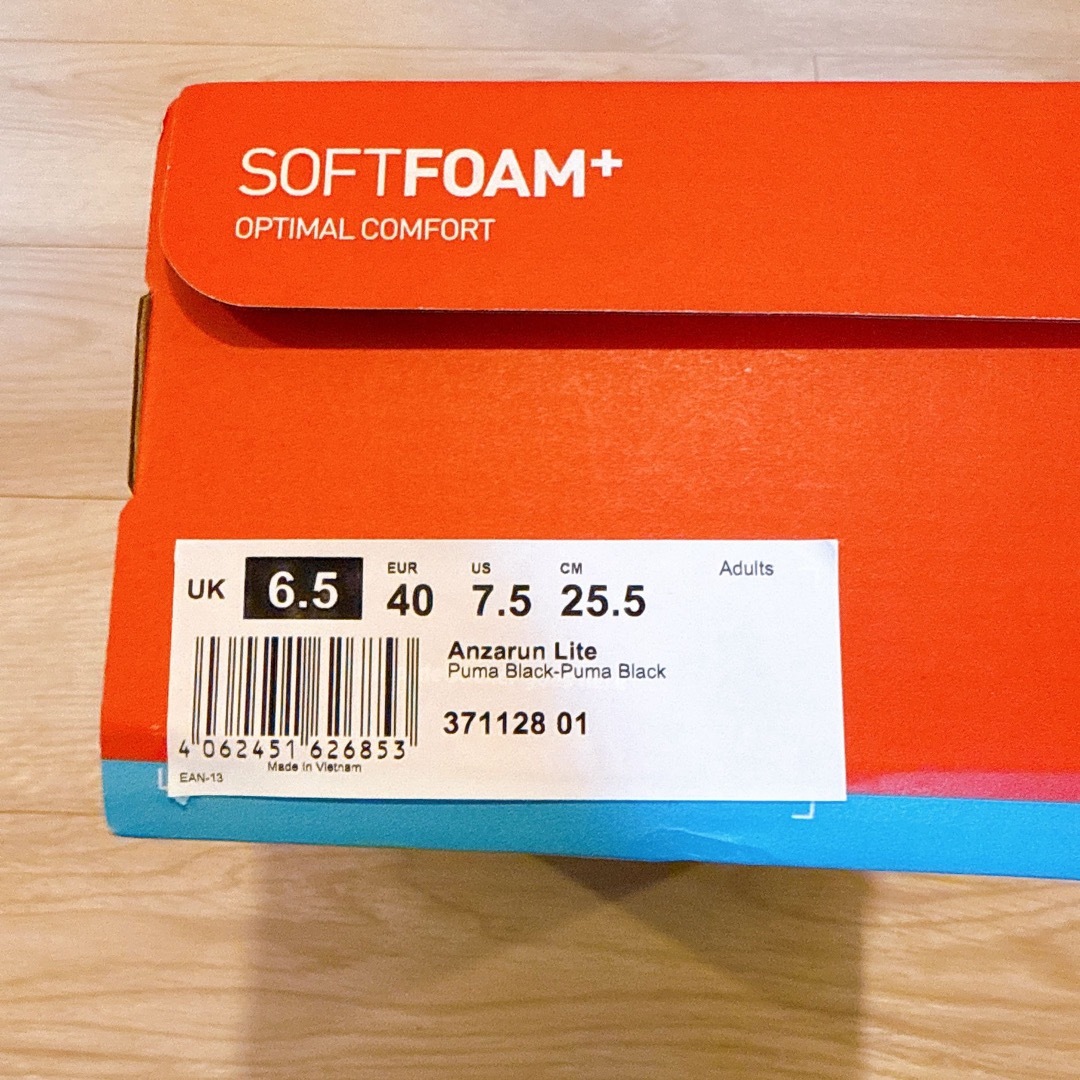 SOFTFOAM+
OPTIMAL COMFORT
UK 6.5 EUR 40 US 7.5 CM 25.5 Adults
Anzarun Lite
Puma Black-Puma Black
371128 01
4 062451 626853
Made in Vietnam
EAN-13